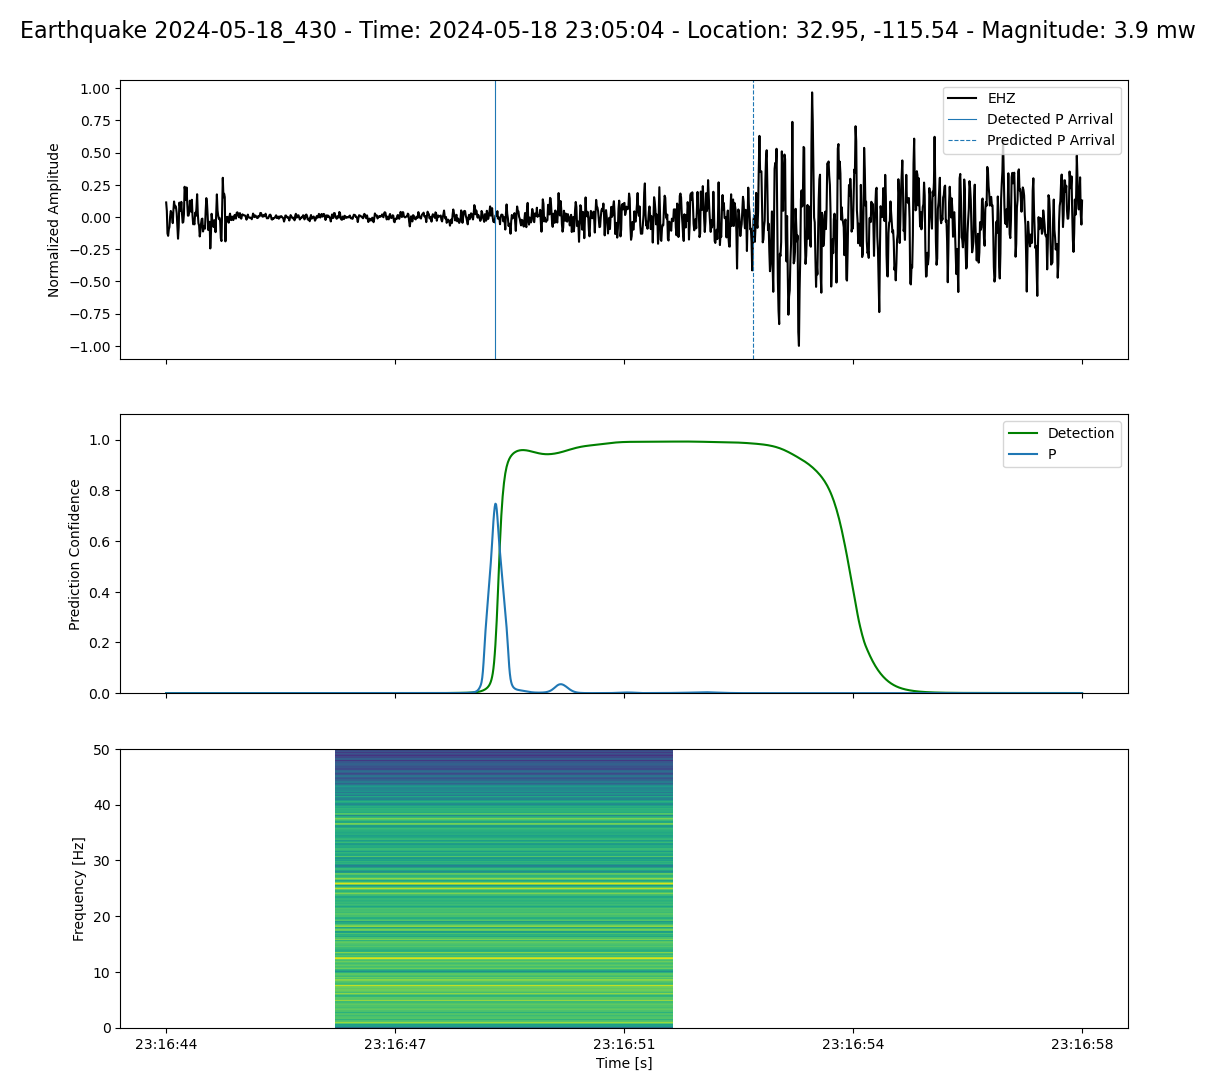 Earthquake 2024-05-18_430 - Time: 2024-05-18 23:05:04 - Location: 32.95, -115.54 - Magnitude: 3.9 mw
Normalized Amplitude
1.00
0.75
0.50
0.25
0.00
−0.25
−0.50
−0.75
−1.00
EHZ
Detected P Arrival
Predicted P Arrival
Prediction Confidence
1.0
0.8
0.6
0.4
0.2
0.0
Detection
P
Frequency [Hz]
50
40
30
20
10
0
23:16:44
23:16:47
23:16:51
23:16:54
23:16:58
Time [s]